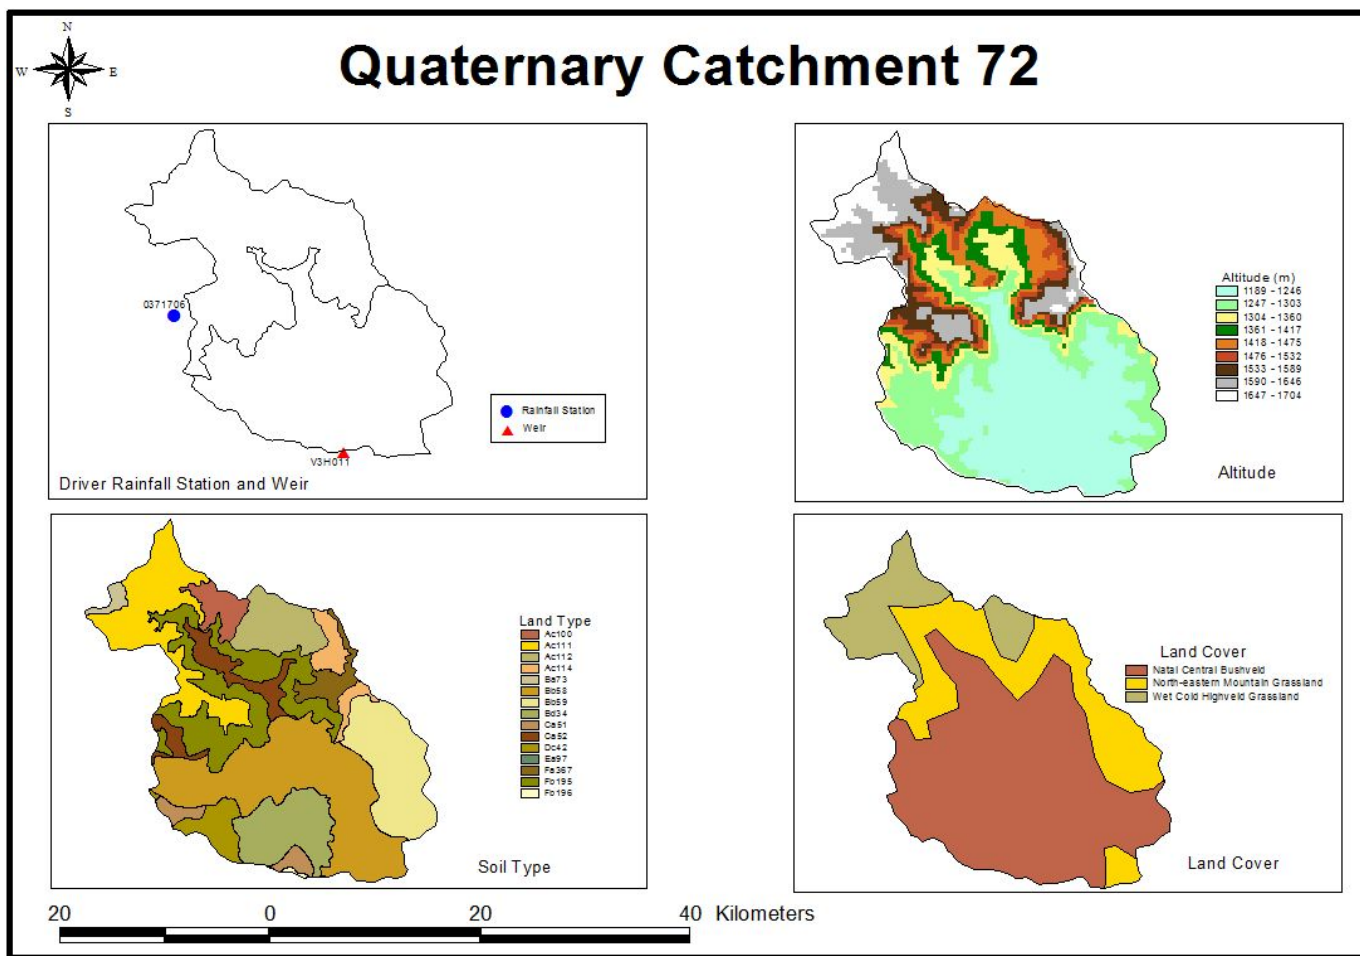 N
W E
S
Quaternary Catchment 72
0371706
Rainfall Station
Weir
V3H011
Driver Rainfall Station and Weir
Altitude (m)
1189 - 1246
1247 - 1303
1304 - 1360
1361 - 1417
1418 - 1475
1476 - 1532
1533 - 1589
1590 - 1646
1647 - 1704
Altitude
Land Type
Ac100
Ac111
Ac112
Ac114
Ba73
Bb58
Bb59
Bd34
Ca51
Ca52
Dc42
Ea97
Fa367
Fb195
Fb196
Soil Type
Land Cover
Natal Central Bushveld
North-eastern Mountain Grassland
Wet Cold Highveld Grassland
Land Cover
20 0 20 40 Kilometers